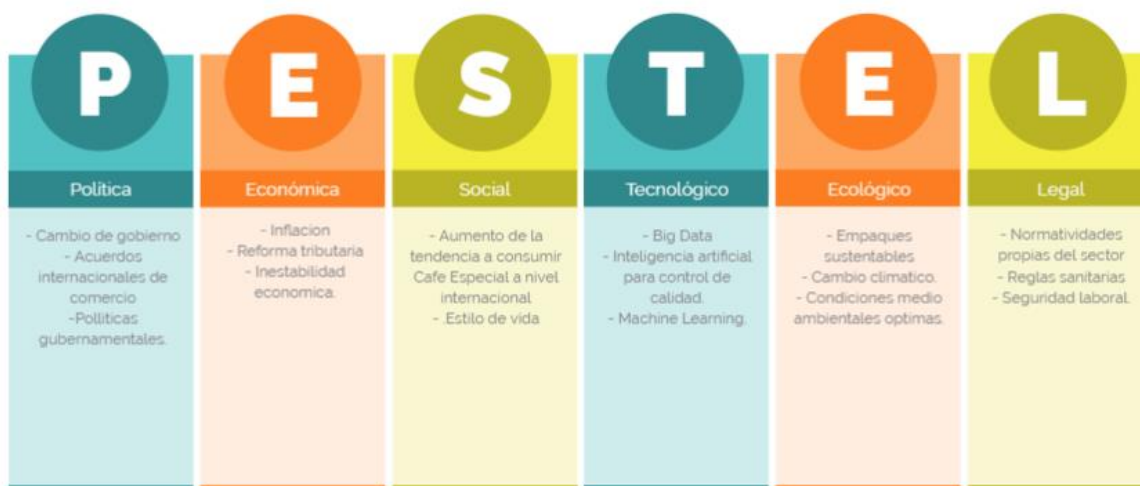 P
Política
- Cambio de gobierno
- Acuerdos
internacionales de
comercio
-Polliticas
gubernamentales.
E
Económica
- Inflacion
- Reforma tributaria
- Inestabilidad
economica.
S
Social
- Aumento de la
tendencia a consumir
Cafe Especial a nivel
internacional
- .Estilo de vida
T
Tecnológico
- Big Data
- Inteligencia artificial
para control de
calidad.
- Machine Learning.
E
Ecológico
- Empaques
sustentables
- Cambio climatico.
- Condiciones medio
ambientales optimas.
L
Legal
- Normatividades
propias del sector
- Reglas sanitarias
- Seguridad laboral.